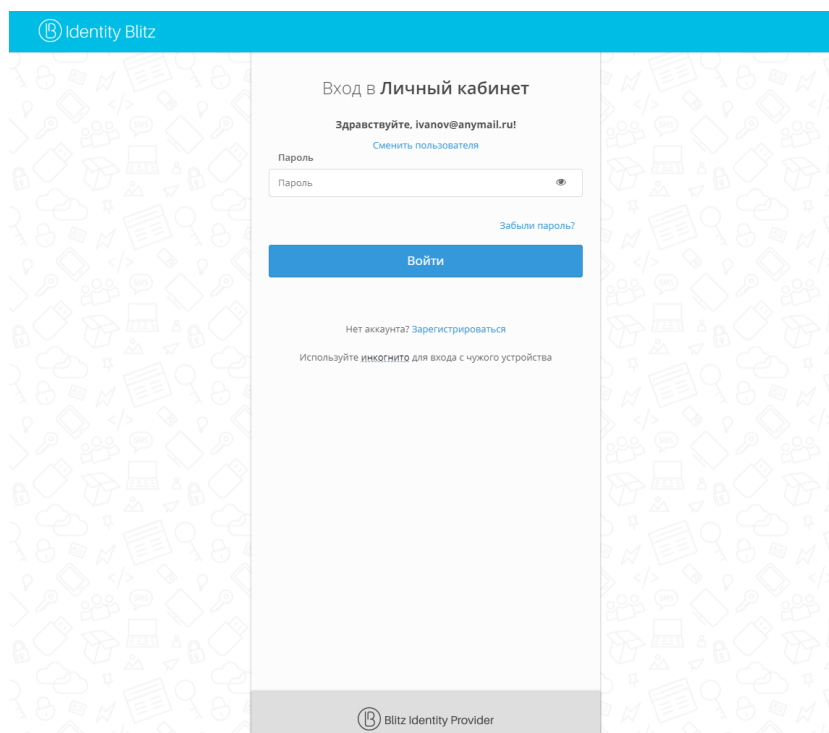 Identity Blitz
Вход в Личный кабинет
Здравствуйте, ivanov@anymail.ru!
Сменить пользователя
Пароль
Пароль
Забыли пароль?
Войти
Нет аккаунта? Зарегистрироваться
Используйте инкогнито для входа с чужого устройства
Blitz Identity Provider